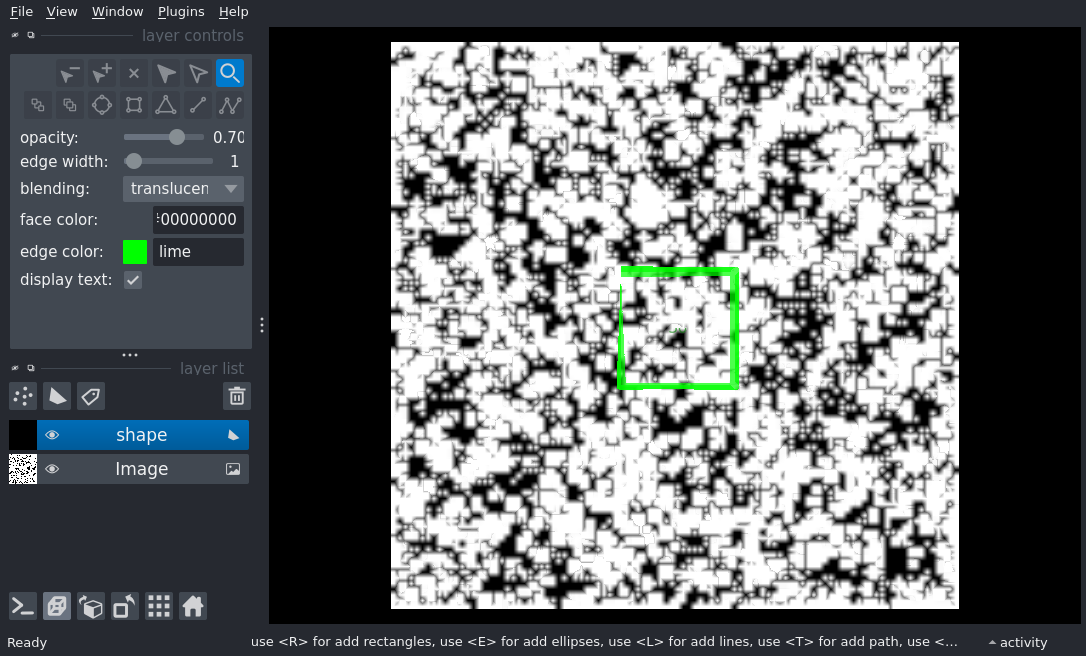 File View Window Plugins Help
layer controls
opacity: 0.70
edge width: 1
blending: translucen
face color: 00000000
edge color: lime
display text:
layer list
shape
Image
Ready use <R> for add rectangles, use <E> for add ellipses, use <L> for add lines, use <T> for add path, use <... activity